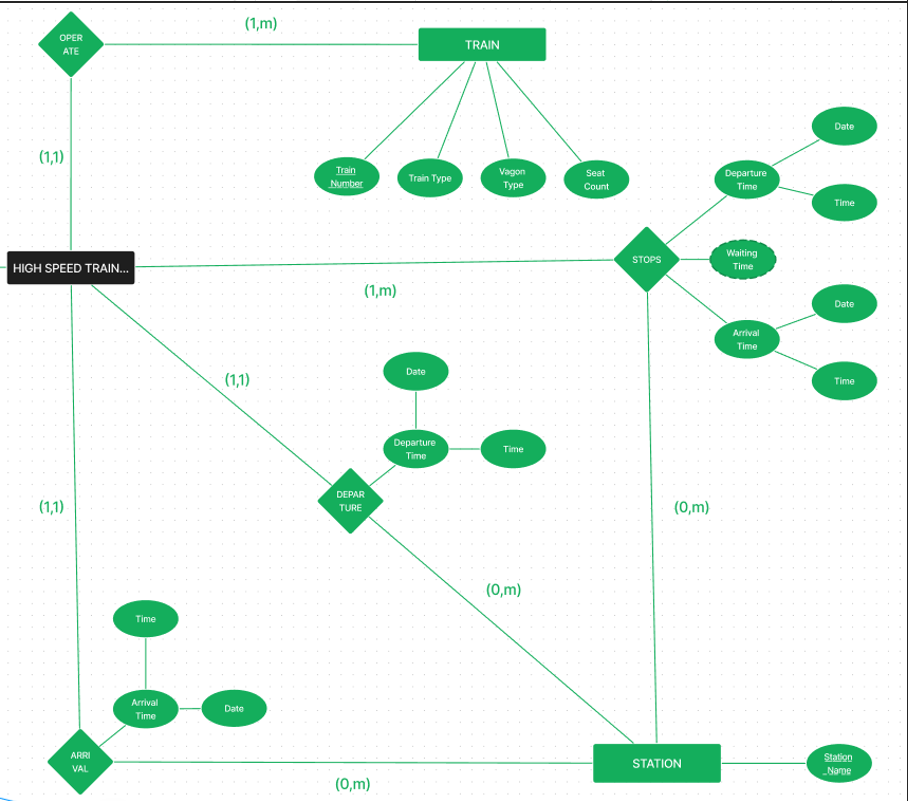 (1,m)
OPER
ATE
TRAIN
Date
(1,1)
Train
Number
Train Type
Vagon
Type
Seat
Count
Departure
Time
Time
HIGH SPEED TRAIN...
STOPS
Waiting
Time
(1,m)
Date
Arrival
Time
Time
Date
(1,1)
Departure
Time
Time
DEPAR
TURE
(1,1)
(0,m)
(0,m)
Time
Arrival
Time
Date
ARRI
VAL
STATION
Station
_Name
(0,m)